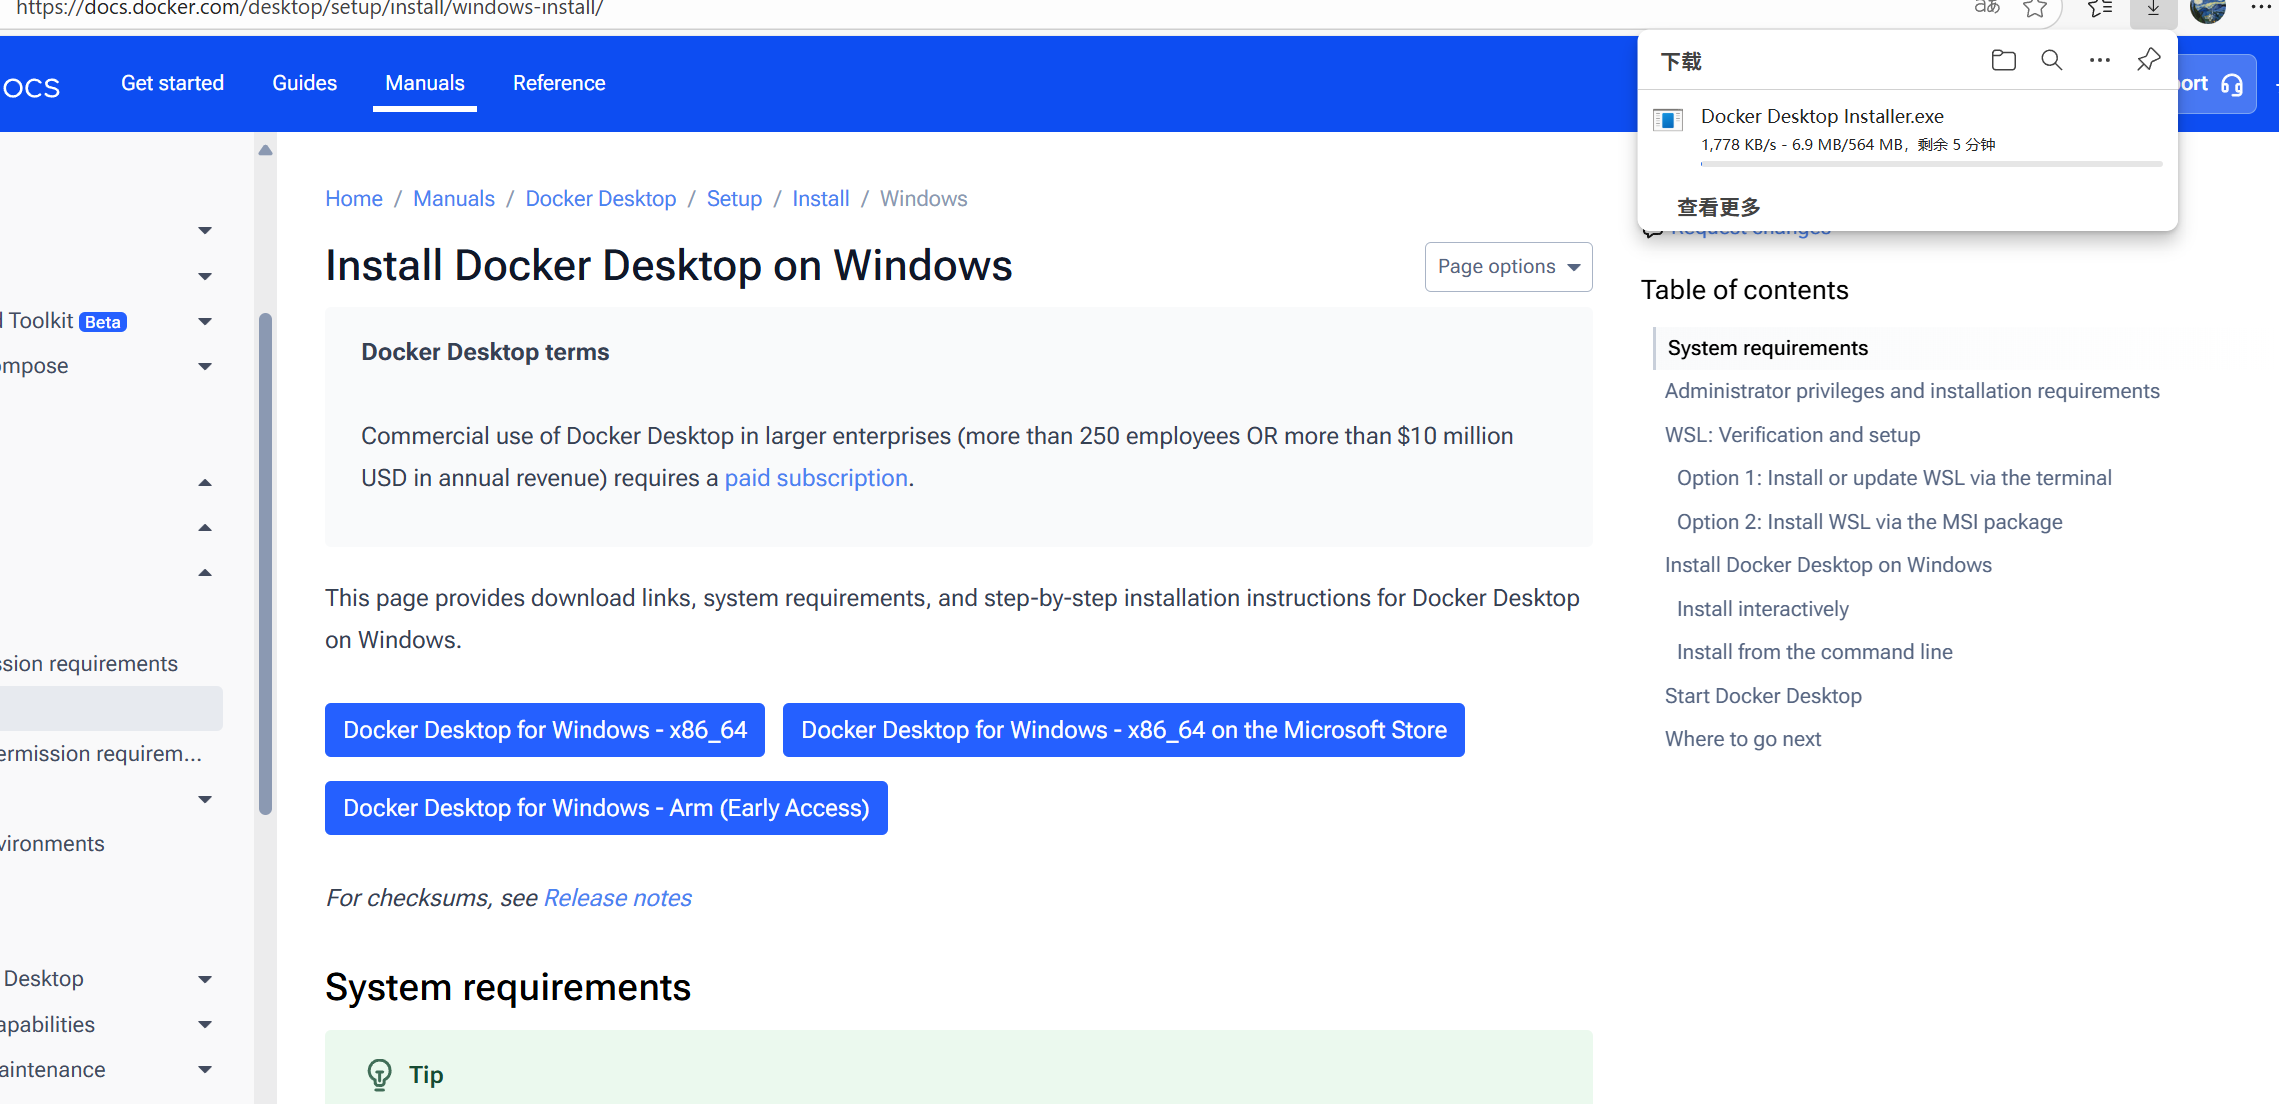 https://docs.docker.com/desktop/setup/install/windows-install/
aあ
ocs
Get started
Guides
Manuals
Reference
ort
下载
Docker Desktop Installer.exe
1,778 KB/s - 6.9 MB/564 MB, 剩余 5 分钟
查看更多
Toolkit Beta
mpose
ssion requirements
ermission requirem...
vironments
Desktop
apabilities
aintenance
Home / Manuals / Docker Desktop / Setup / Install / Windows
Install Docker Desktop on Windows
Page options
Docker Desktop terms
Commercial use of Docker Desktop in larger enterprises (more than 250 employees OR more than $10 million
USD in annual revenue) requires a paid subscription.
This page provides download links, system requirements, and step-by-step installation instructions for Docker Desktop
on Windows.
Docker Desktop for Windows - x86_64
Docker Desktop for Windows - x86_64 on the Microsoft Store
Docker Desktop for Windows - Arm (Early Access)
For checksums, see Release notes
System requirements
Tip
Request changes
Table of contents
System requirements
Administrator privileges and installation requirements
WSL: Verification and setup
Option 1: Install or update WSL via the terminal
Option 2: Install WSL via the MSI package
Install Docker Desktop on Windows
Install interactively
Install from the command line
Start Docker Desktop
Where to go next